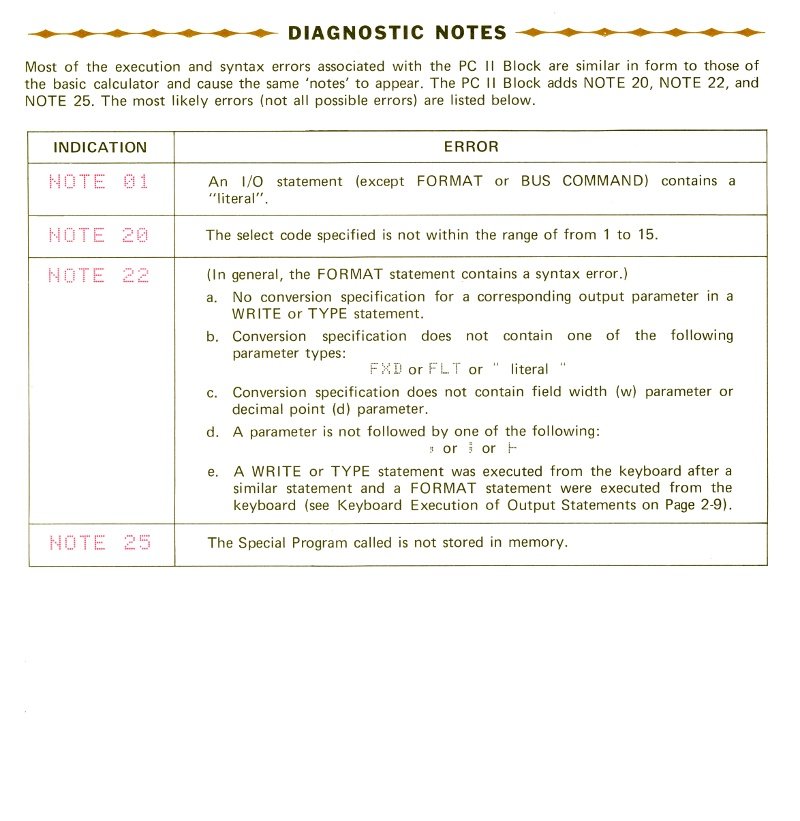 DIAGNOSTIC NOTES
Most of the execution and syntax errors associated with the PC II Block are similar in form to those of
the basic calculator and cause the same 'notes' to appear. The PC II Block adds NOTE 20, NOTE 22, and
NOTE 25. The most likely errors (not all possible errors) are listed below.
INDICATION
ERROR
NOTE 01
An I/O statement (except FORMAT or BUS COMMAND) contains a
"literal".
NOTE 20
The select code specified is not within the range of from 1 to 15.
NOTE 22
(In general, the FORMAT statement contains a syntax error.)
a. No conversion specification for a corresponding output parameter in a
WRITE or TYPE statement.
b. Conversion specification does not contain one of the following
parameter types:
FXD or FLT or " literal "
c. Conversion specification does not contain field width (w) parameter or
decimal point (d) parameter.
d. A parameter is not followed by one of the following:
, or ; or ⊢
e. A WRITE or TYPE statement was executed from the keyboard after a
similar statement and a FORMAT statement were executed from the
keyboard (see Keyboard Execution of Output Statements on Page 2-9).
NOTE 25
The Special Program called is not stored in memory.